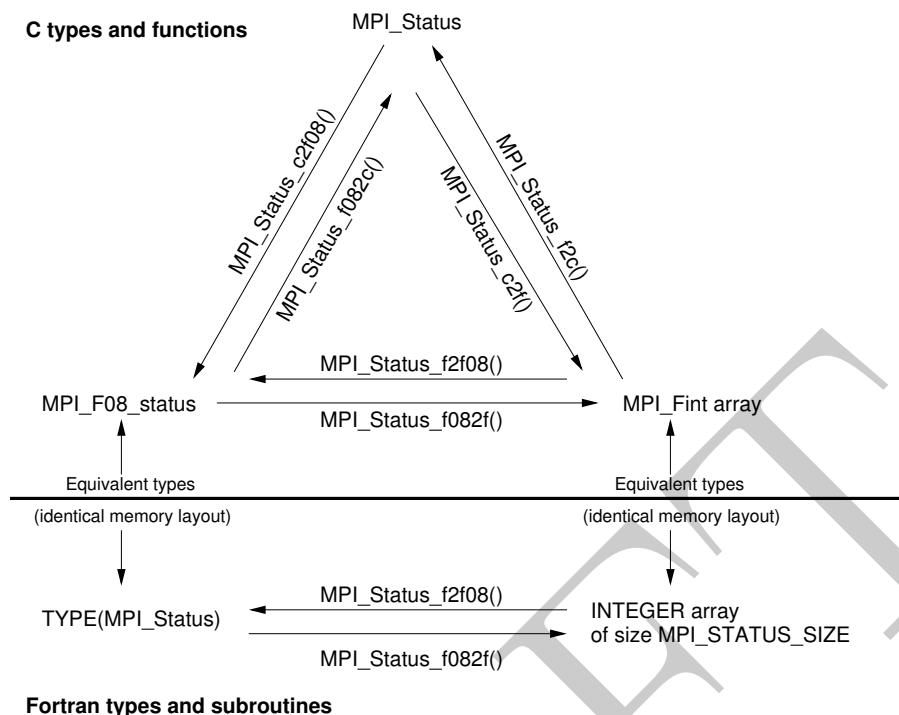 C types and functions
MPI_Status
MPI_Status_c2f08()
MPI_Status_f082c()
MPI_Status_c2f()
MPI_Status_f2c()
MPI_Status_f2f08()
MPI_F08_status
MPI_Fint array
MPI_Status_f082f()
Equivalent types
Equivalent types
(identical memory layout)
(identical memory layout)
MPI_Status_f2f08()
TYPE(MPI_Status)
INTEGER array
of size MPI_STATUS_SIZE
MPI_Status_f082f()
Fortran types and subroutines